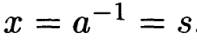 x = a⁻¹ = s.